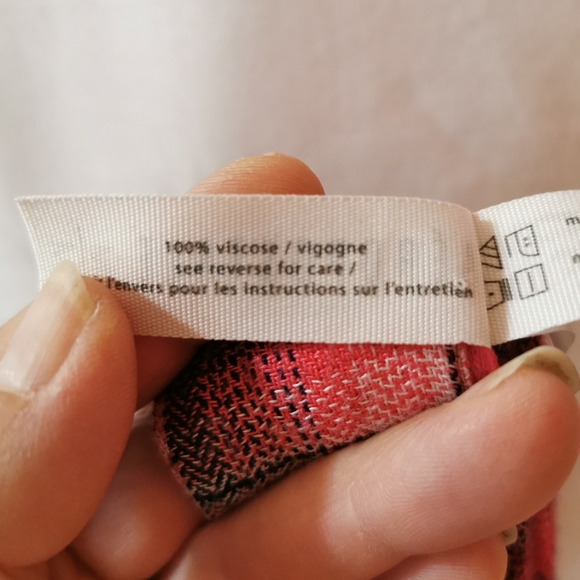 100% viscose / vigogne
see reverse for care /
l'envers pour les instructions sur l'entretien